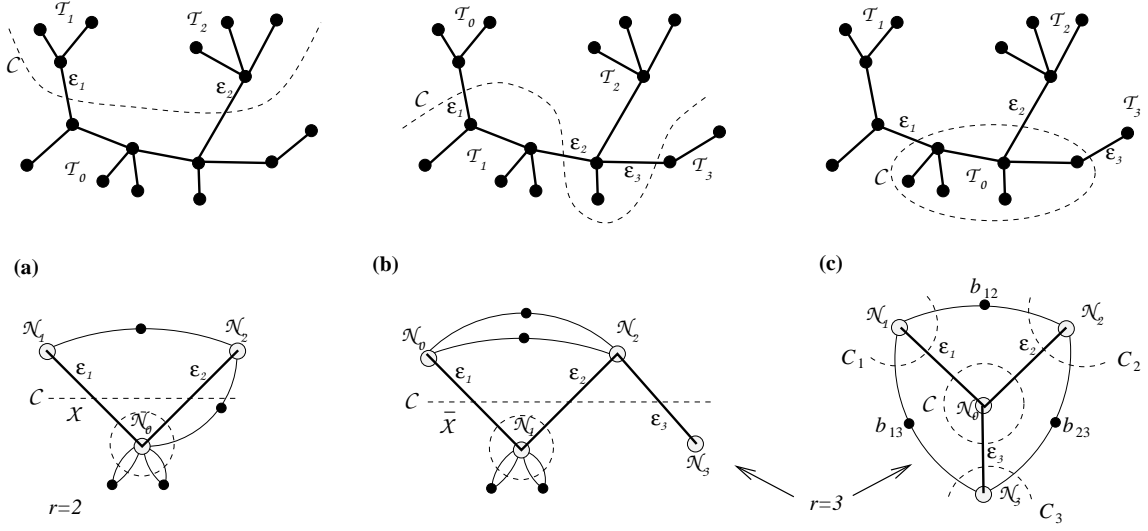 𝒯₁ 𝒯₂ 𝒞 ε₁ ε₂ 𝒯₀
𝒯₀ 𝒯₂ 𝒞 ε₁ ε₂ 𝒯₁ ε₃ 𝒯₃
𝒯₁ 𝒯₂ 𝒯₃ ε₁ ε₂ ε₃ 𝒞 𝒯₀
(a)
(b)
(c)
𝒩₁ 𝒩₂ ε₁ ε₂ 𝒞 X 𝒩₀
r=2
𝒩₀ 𝒩₂ ε₁ ε₂ 𝒞 X̄ 𝒩̄₁ ε₃ 𝒩₃
r=3
b₁₂ 𝒩₁ 𝒩₂ ε₁ ε₂ C₁ C₂ C 𝒩₀ b₁₃ b₂₃ ε₃ 𝒩₃ C₃